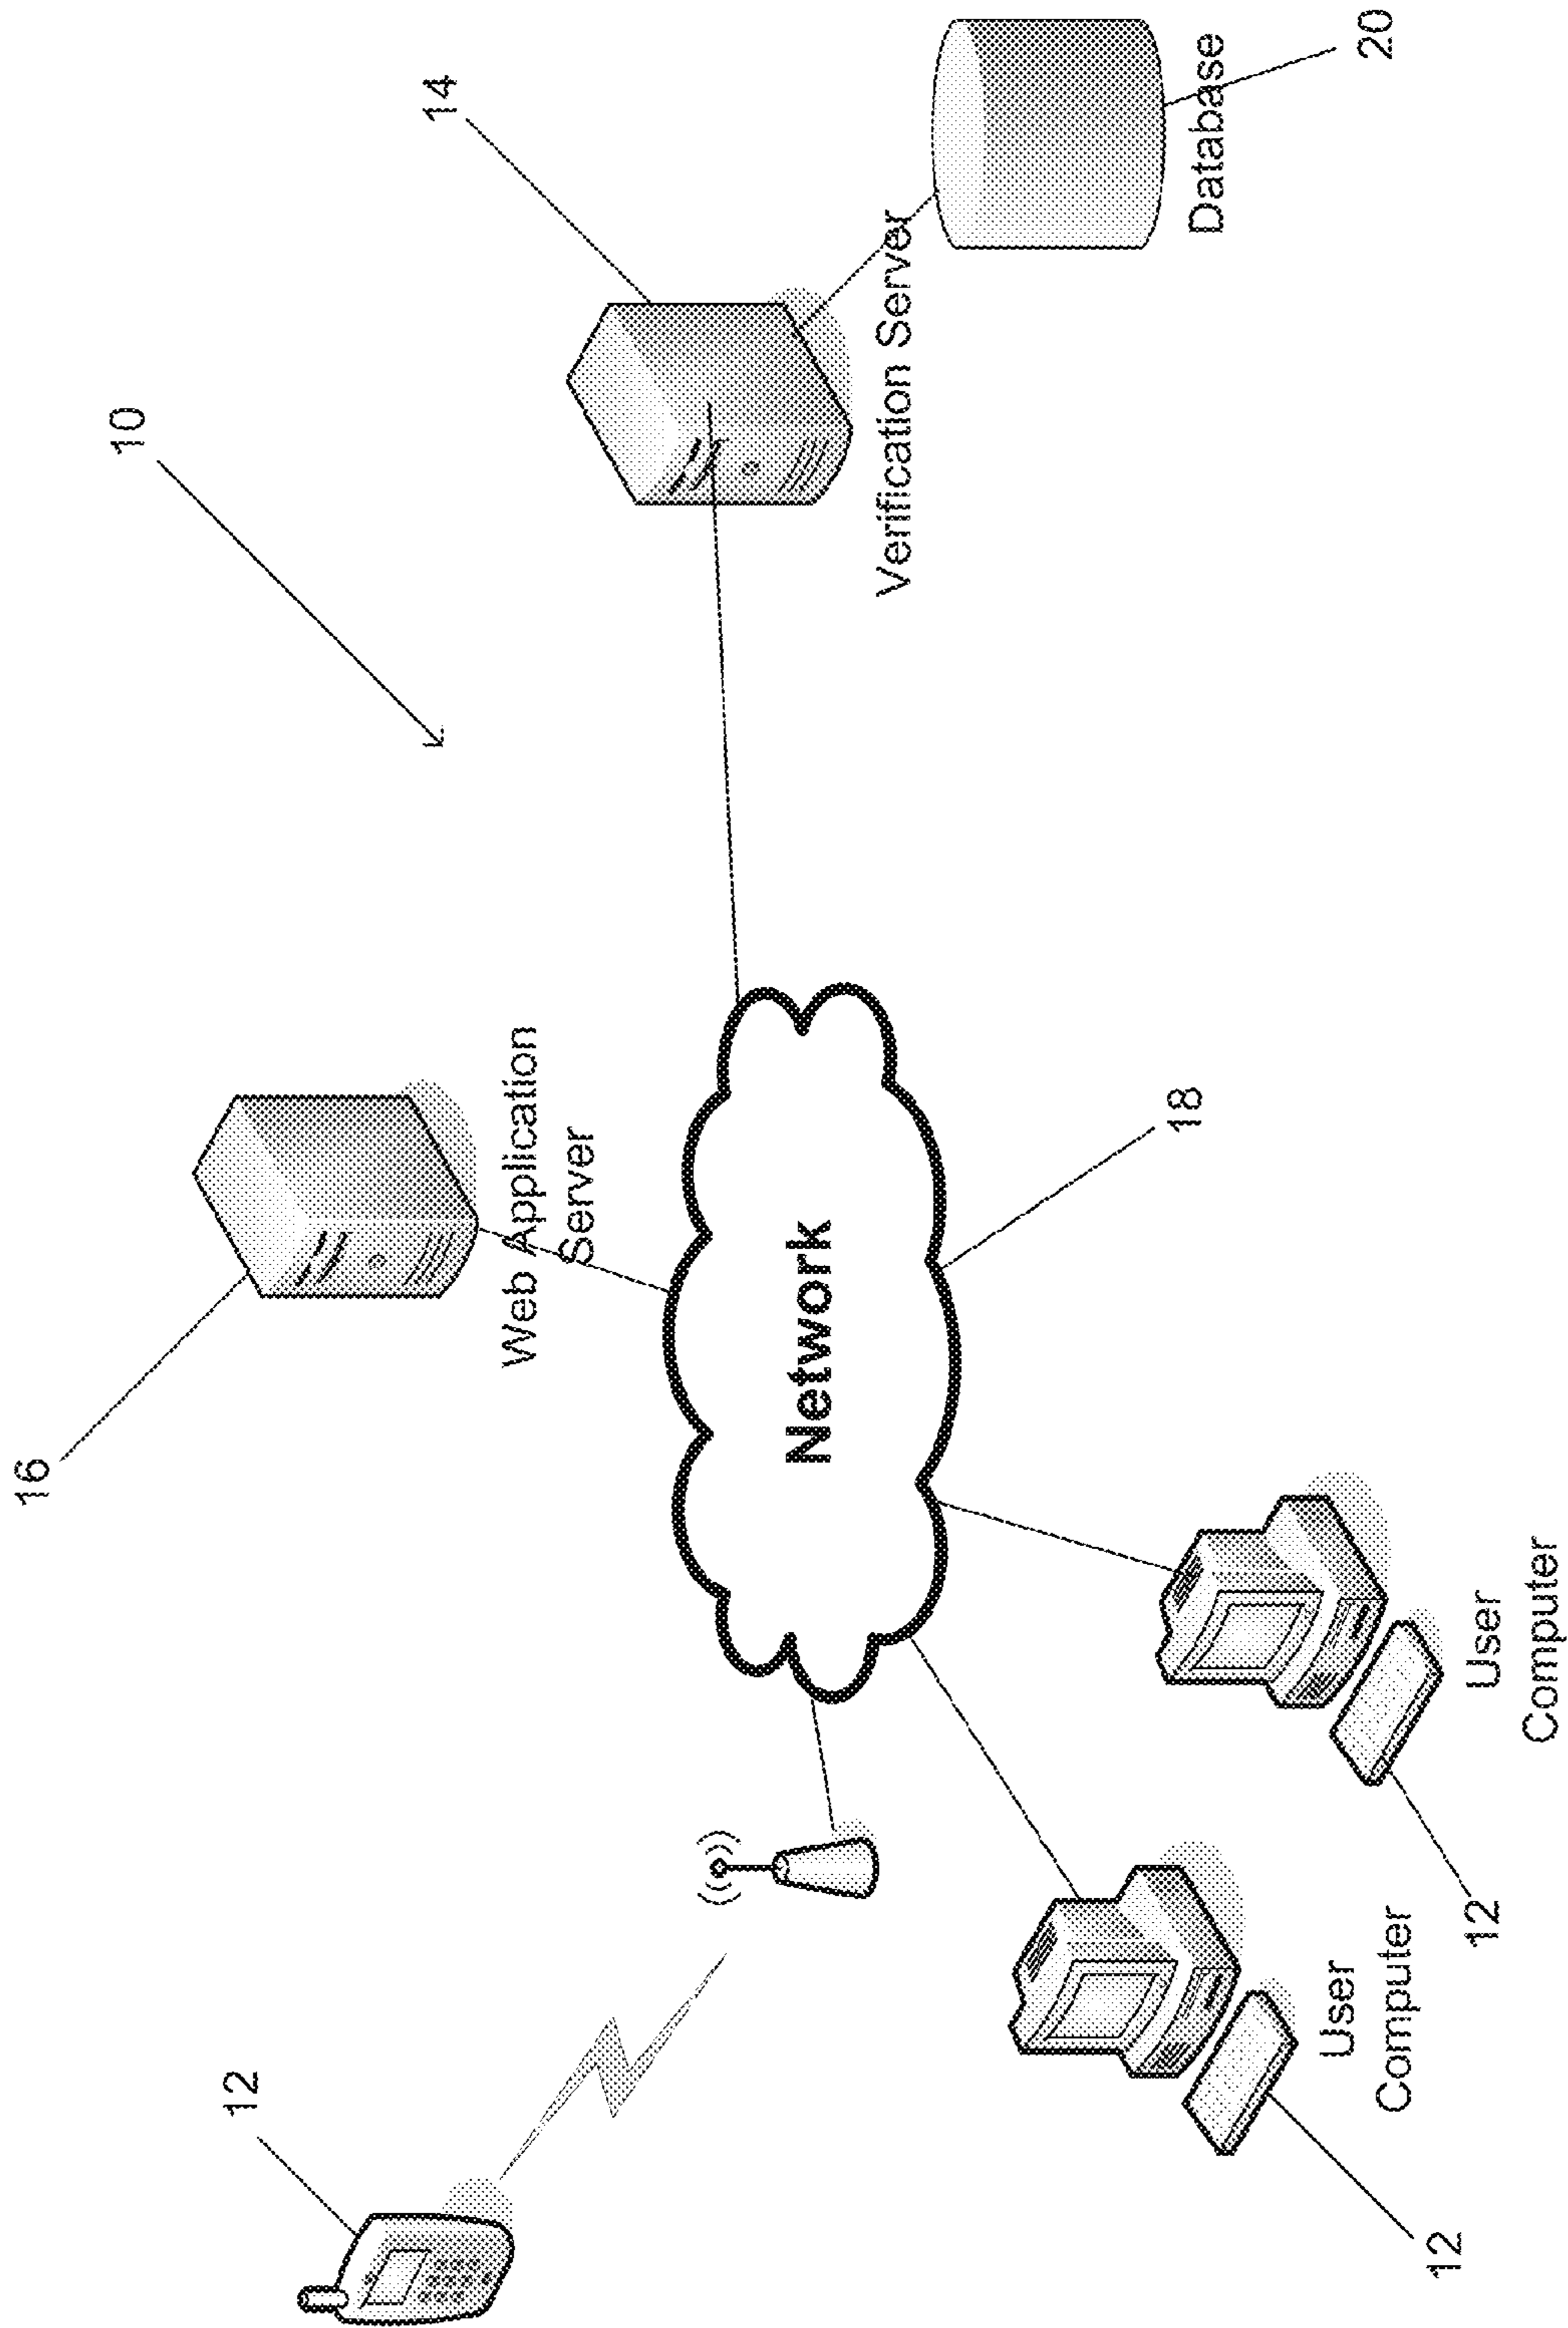 16
10
12
14
Web Application
Server
Network
Verification Server
18
Database
20
User
Computer
12
12
User
Computer